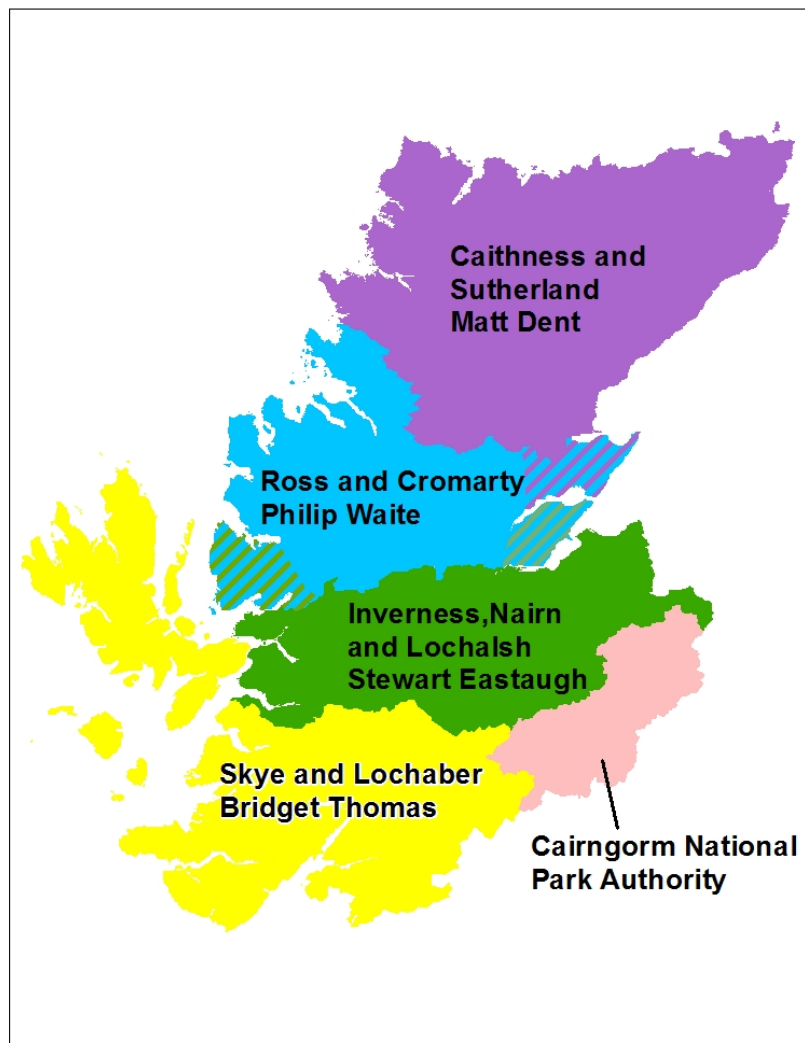 Caithness and
Sutherland
Matt Dent
Ross and Cromarty
Philip Waite
Inverness,Nairn
and Lochalsh
Stewart Eastaugh
Skye and Lochaber
Bridget Thomas
Cairngorm National
Park Authority